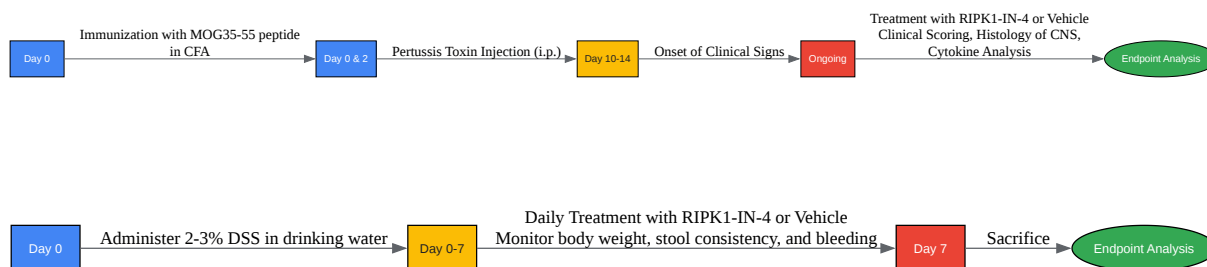 Day 0
Immunization with MOG35-55 peptide
in CFA
Day 0 & 2
Pertussis Toxin Injection (i.p.)
Day 10-14
Onset of Clinical Signs
Ongoing
Treatment with RIPK1-IN-4 or Vehicle
Clinical Scoring, Histology of CNS,
Cytokine Analysis
Endpoint Analysis
Day 0
Administer 2-3% DSS in drinking water
Day 0-7
Daily Treatment with RIPK1-IN-4 or Vehicle
Monitor body weight, stool consistency, and bleeding
Day 7
Sacrifice
Endpoint Analysis